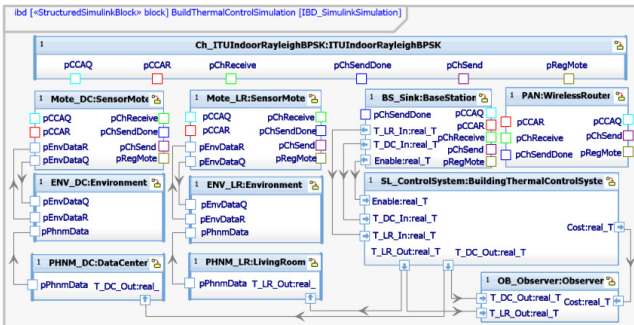 ibd [«StructuredSimulinkBlock» block] BuildThermalControlSimulation [IBD_SimulinkSimulation]
1 Ch_ITUIndoorRayleighBPSK:ITUIndoorRayleighBPSK
pCCAQ pCCAR pChReceive pChSendDone pChSend pRegMote
1 Mote_DC:SensorMote
pCCAQ pChReceive
pCCAR pChSendDone
pEnvDataR pChSend
pEnvDataQ pRegMote
1 Mote_LR:SensorMote
pCCAQ pChReceive
pCCAR pChSendDone
pEnvDataR pChSend
pEnvDataQ pRegMote
1 BS_Sink:BaseStation
pChSendDone pCCAQ
T_LR_In:real_T pCCAR
T_DC_In:real_T pChReceive
Enable:real_T pChSend
pRegMote
1 PAN:WirelessRouter
pCCAR pCCAQ
pChReceive pChSend
pChSendDone pRegMote
1 ENV_DC:Environment
pEnvDataQ
pEnvDataR
pPhnmData
1 ENV_LR:Environment
pEnvDataQ
pEnvDataR
pPhnmData
1 SL_ControlSystem:BuildingThermalControlSyste
Enable:real_T
T_DC_In:real_T Cost:real_T
T_LR_In:real_T
T_LR_Out:real_T T_DC_Out:real_T
1 PHNM_DC:DataCenter
pPhnmData T_DC_Out:real_
1 PHNM_LR:LivingRoom
pPhnmData T_LR_Out:real_
1 OB_Observer:Observer
T_DC_Out:real_T Cost:real_T
T_LR_Out:real_T